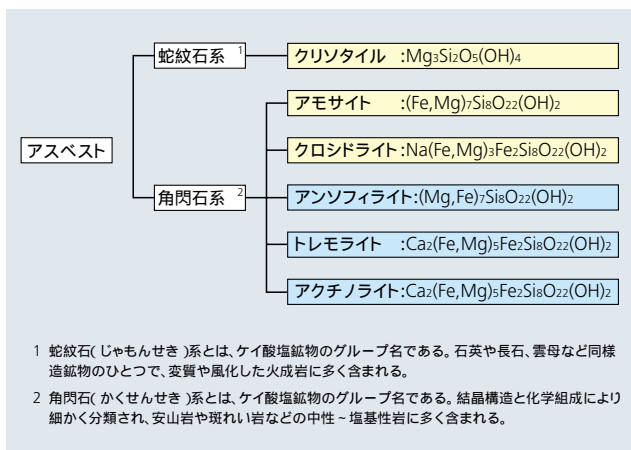 蛇紋石系 1
クリソタイル :Mg3Si2O5(OH)4
アモサイト :(Fe,Mg)7Si8O22(OH)2
クロシドライト:Na(Fe,Mg)3Fe2Si8O22(OH)2
アスベスト
角閃石系 2
アンソフィライト:(Mg,Fe)7Si8O22(OH)2
トレモライト :Ca2(Fe,Mg)5Fe2Si8O22(OH)2
アクチノライト:Ca2(Fe,Mg)5Fe2Si8O22(OH)2
1 蛇紋石(じゃもんせき)系とは、ケイ酸塩鉱物のグループ名である。石英や長石、雲母など同様
造鉱物のひとつで、変質や風化した火成岩に多く含まれる。
2 角閃石(かくせんせき)系とは、ケイ酸塩鉱物のグループ名である。結晶構造と化学組成により
細かく分類され、安山岩や斑れい岩などの中性~塩基性岩に多く含まれる。